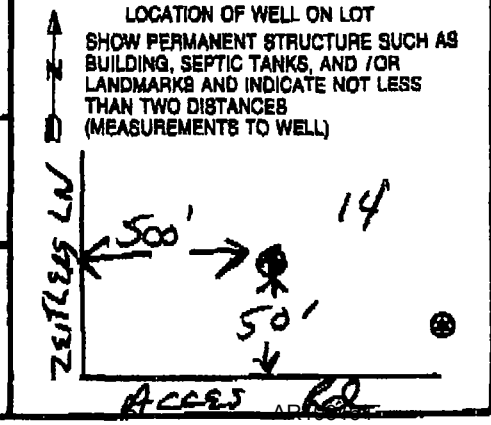 LOCATION OF WELL ON LOT
SHOW PERMANENT STRUCTURE SUCH AS
BUILDING, SEPTIC TANKS, AND /OR
LANDMARKS AND INDICATE NOT LESS
THAN TWO DISTANCES
(MEASUREMENTS TO WELL)
N
ZEITLERS LN
500'
14'
50'
ACCES Rd